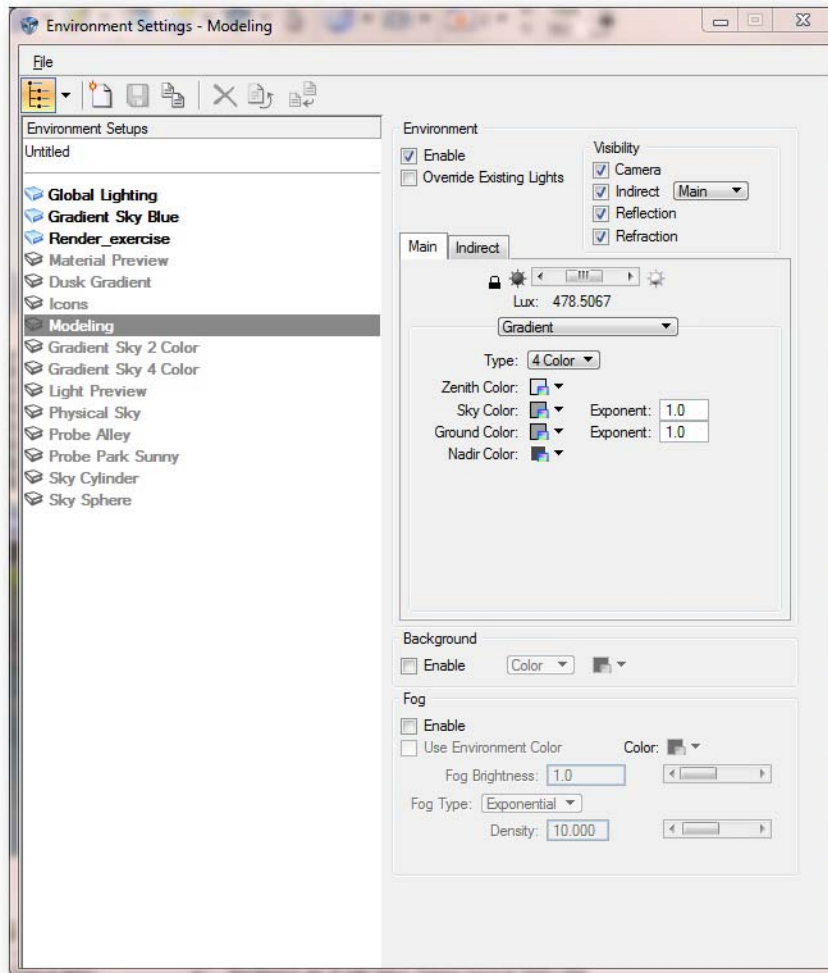 Environment Settings - Modeling
File
Environment Setups
Untitled
Global Lighting
Gradient Sky Blue
Render_exercise
Material Preview
Dusk Gradient
Icons
Modeling
Gradient Sky 2 Color
Gradient Sky 4 Color
Light Preview
Physical Sky
Probe Alley
Probe Park Sunny
Sky Cylinder
Sky Sphere
Environment
Enable
Override Existing Lights
Visibility
Camera
Indirect Main
Reflection
Refraction
Main Indirect
Lux: 478.5067
Gradient
Type: 4 Color
Zenith Color:
Sky Color: Exponent: 1.0
Ground Color: Exponent: 1.0
Nadir Color:
Background
Enable Color
Fog
Enable
Use Environment Color Color:
Fog Brightness: 1.0
Fog Type: Exponential
Density: 10.000